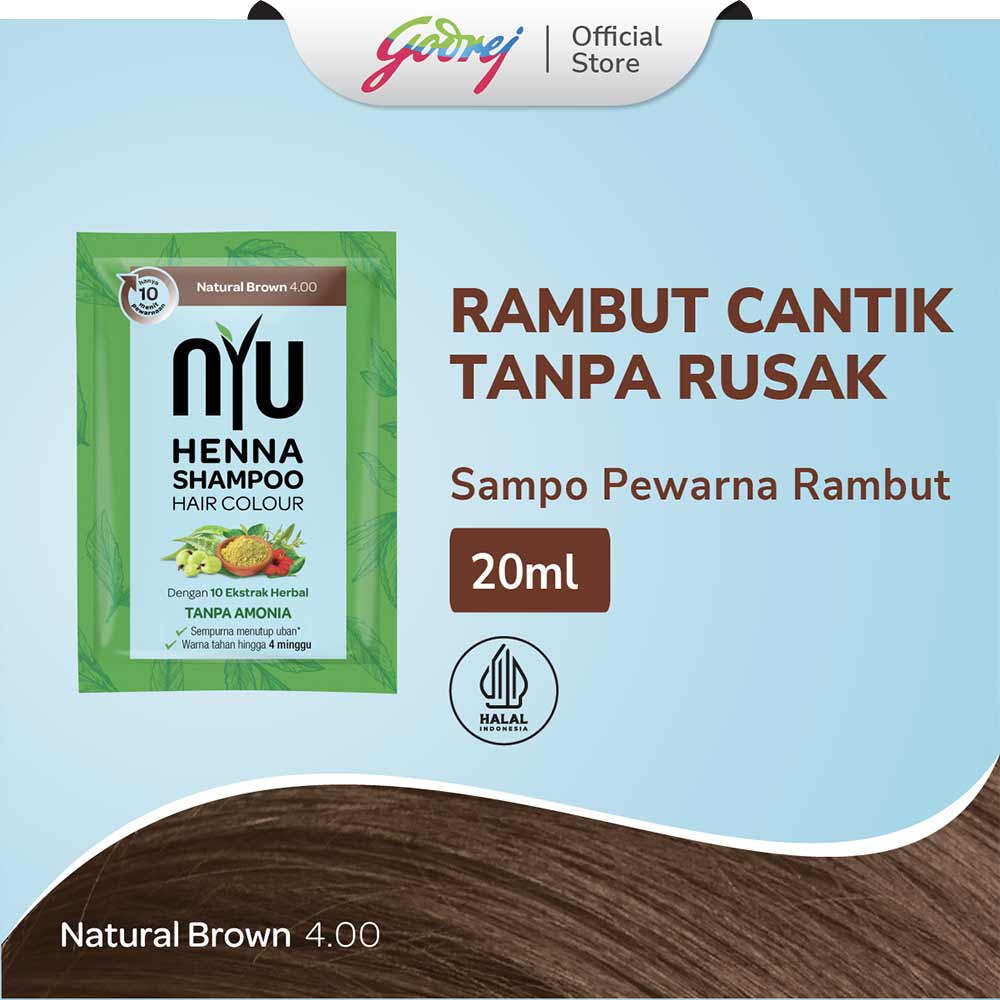 Godrej
Official
Store
hanya
10
menit
pewarnaan
Natural Brown 4.00
NYU
HENNA
SHAMPOO
HAIR COLOUR
Dengan 10 Ekstrak Herbal
TANPA AMONIA
Sempurna menutup uban*
Warna tahan hingga 4 minggu
RAMBUT CANTIK
TANPA RUSAK
Sampo Pewarna Rambut
20ml
HALAL
INDONESIA
Natural Brown 4.00